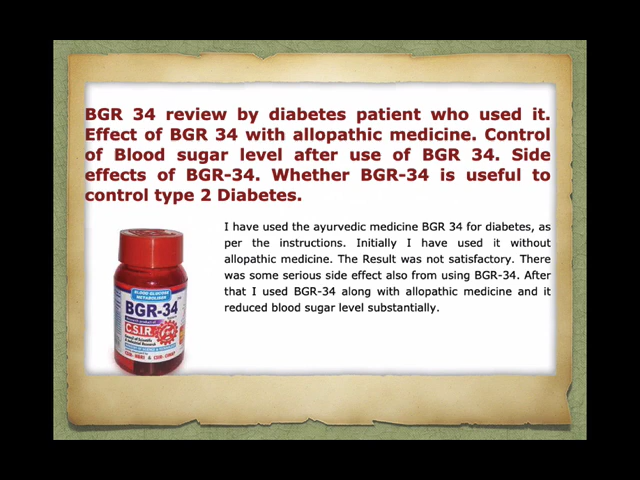 BGR 34 review by diabetes patient who used it.
Effect of BGR 34 with allopathic medicine. Control
of Blood sugar level after use of BGR 34. Side
effects of BGR-34. Whether BGR-34 is useful to
control type 2 Diabetes.
I have used the ayurvedic medicine BGR 34 for diabetes, as
per the instructions. Initially I have used it without
allopathic medicine. The Result was not satisfactory. There
was some serious side effect also from using BGR-34. After
that I used BGR-34 along with allopathic medicine and it
reduced blood sugar level substantially.
BLOOD GLUCOSE
METABOLISER
BGR-34
C.S.I.R.